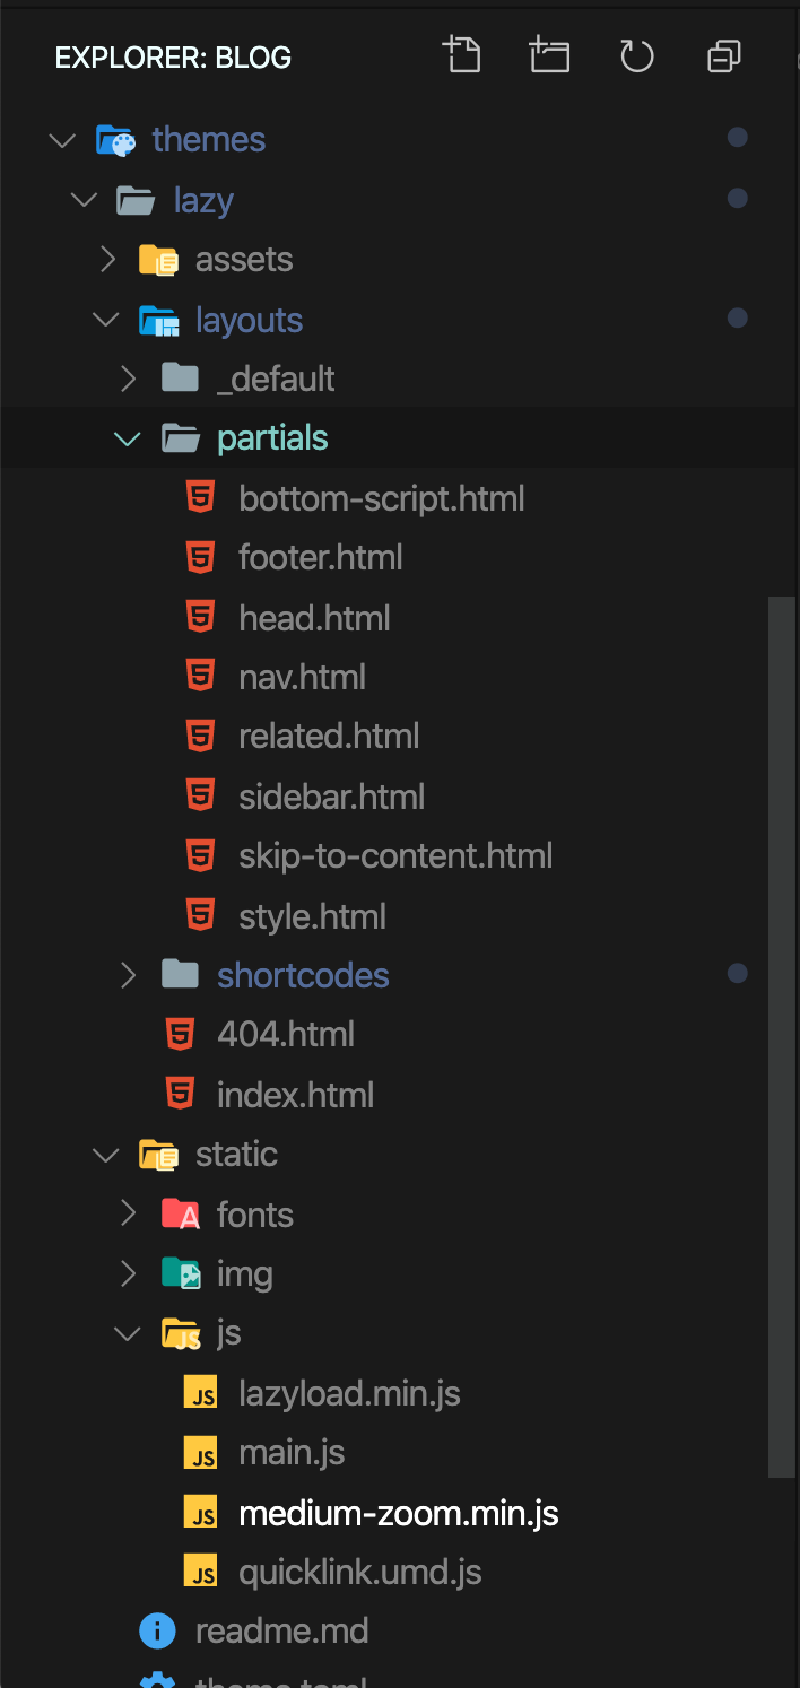 EXPLORER: BLOG
themes
lazy
assets
layouts
_default
partials
bottom-script.html
footer.html
head.html
nav.html
related.html
sidebar.html
skip-to-content.html
style.html
shortcodes
404.html
index.html
static
fonts
img
js
lazyload.min.js
main.js
medium-zoom.min.js
quicklink.umd.js
readme.md
theme.toml